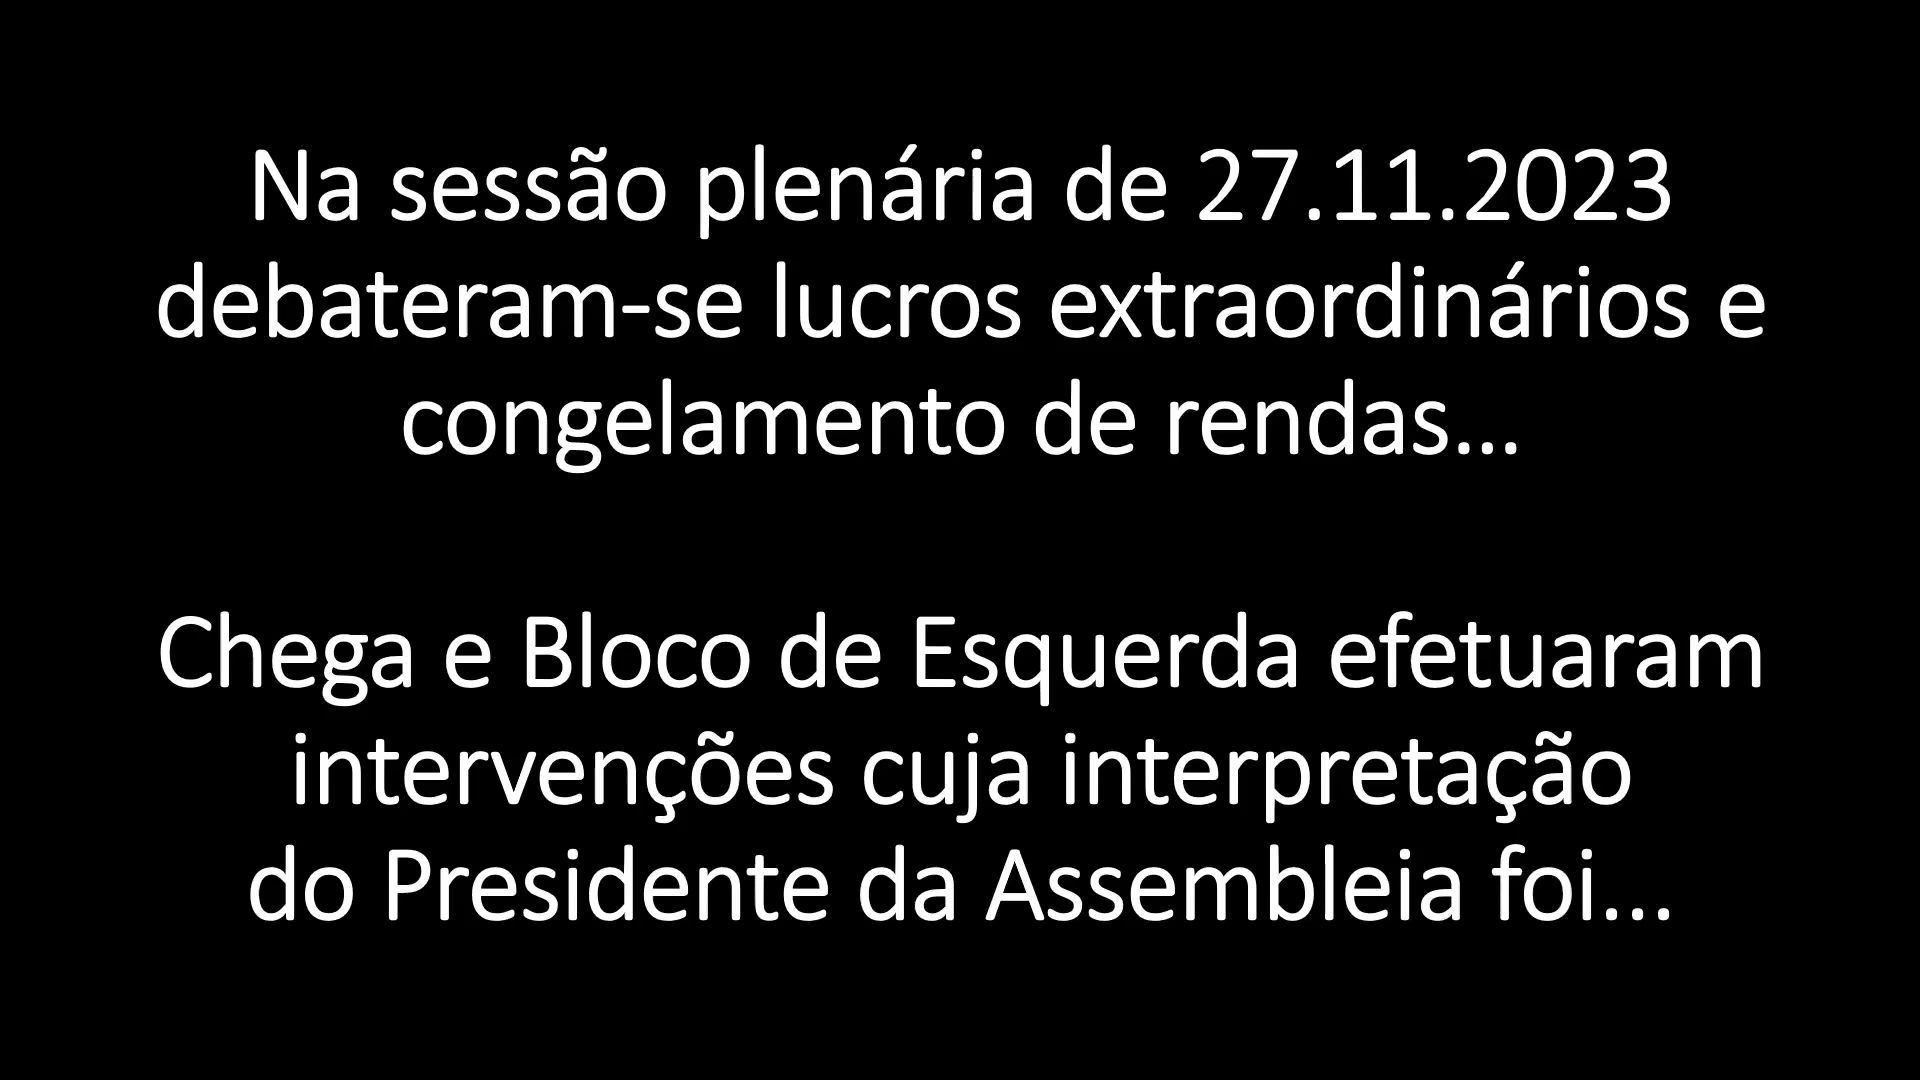 Na sessão plenária de 27.11.2023
debateram-se lucros extraordinários e
congelamento de rendas...
Chega e Bloco de Esquerda efetuaram
intervenções cuja interpretação
do Presidente da Assembleia foi...